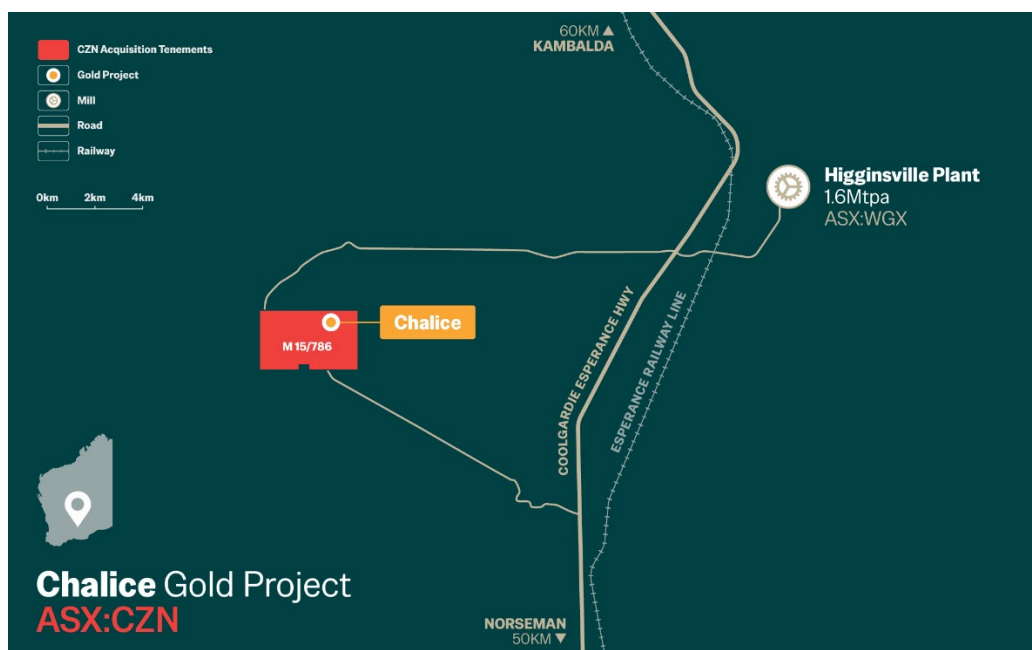 CZN Acquisition Tenements
Gold Project
Mill
Road
Railway
0km 2km 4km
60KM ▲
KAMBALDA
Higginsville Plant
1.6Mtpa
ASX:WGX
Chalice
M 15/786
COOLGARDIE ESPERANCE HWY
ESPERANCE RAILWAY LINE
Chalice Gold Project
ASX:CZN
NORSEMAN
50KM ▼